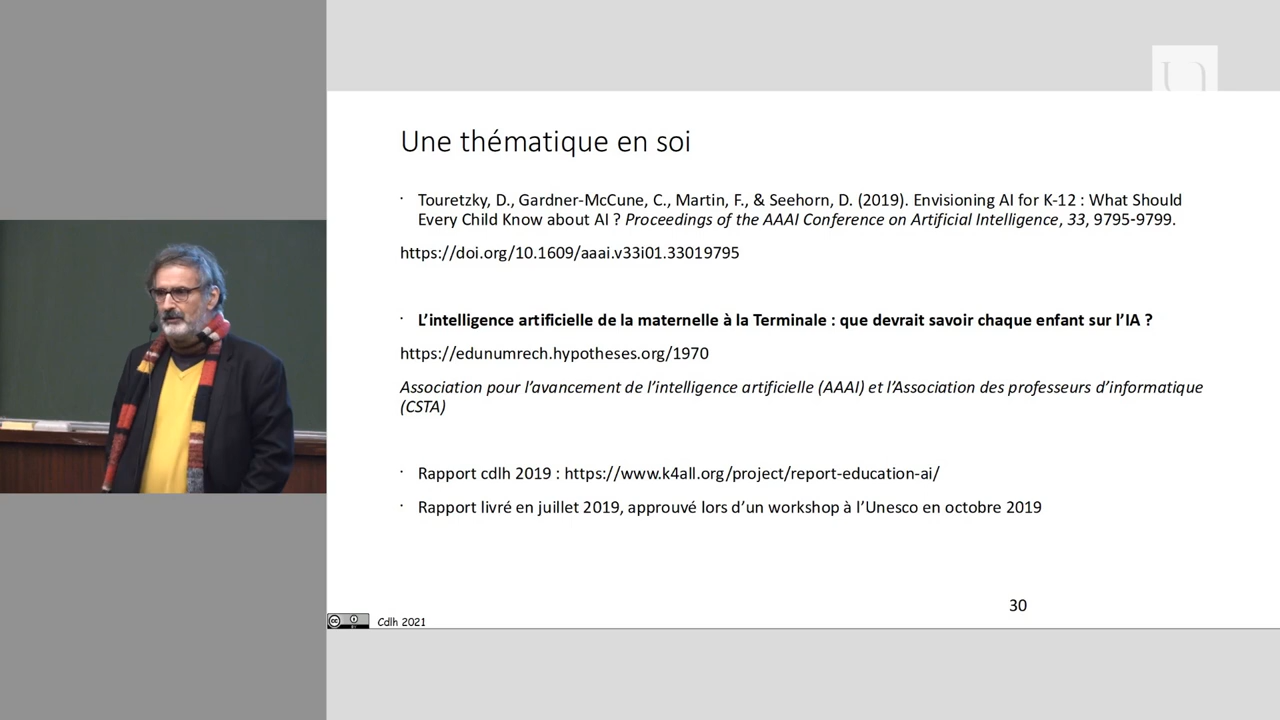 Une thématique en soi
· Touretzky, D., Gardner-McCune, C., Martin, F., & Seehorn, D. (2019). Envisioning AI for K-12 : What Should
Every Child Know about AI ? Proceedings of the AAAI Conference on Artificial Intelligence, 33, 9795-9799.
https://doi.org/10.1609/aaai.v33i01.33019795
· L’intelligence artificielle de la maternelle à la Terminale : que devrait savoir chaque enfant sur l’IA ?
https://edunumrech.hypotheses.org/1970
Association pour l’avancement de l’intelligence artificielle (AAAI) et l’Association des professeurs d’informatique
(CSTA)
· Rapport cdlh 2019 : https://www.k4all.org/project/report-education-ai/
· Rapport livré en juillet 2019, approuvé lors d’un workshop à l’Unesco en octobre 2019
30
cc
Cdlh 2021